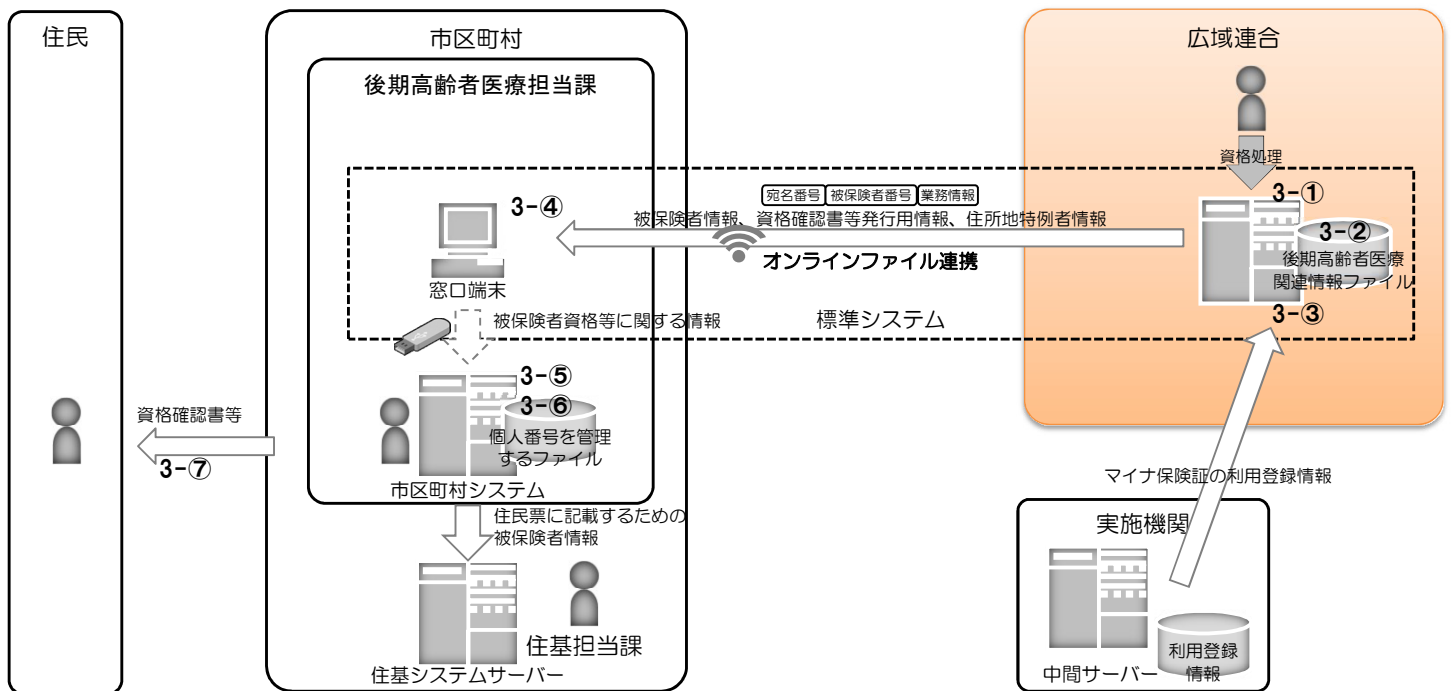 住民
市区町村
後期高齢者医療担当課
広域連合
資格処理
3-①
3-②
後期高齢者医療
関連情報ファイル
3-③
宛名番号 被保険者番号 業務情報
被保険者情報、資格確認書等発行用情報、住所地特例者情報
オンラインファイル連携
3-④
窓口端末
被保険者資格等に関する情報
標準システム
3-⑤
3-⑥
個人番号を管理
するファイル
市区町村システム
資格確認書等
3-⑦
住民票に記載するための
被保険者情報
住基担当課
住基システムサーバー
マイナ保険証の利用登録情報
実施機関
利用登録
情報
中間サーバー